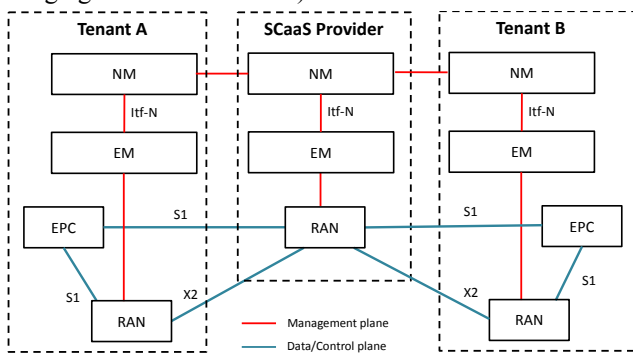 Tenant A
SCaaS Provider
Tenant B
NM
NM
NM
Itf-N
Itf-N
Itf-N
EM
EM
EM
EPC
S1
RAN
S1
EPC
S1
X2
X2
S1
RAN
RAN
Management plane
Data/Control plane